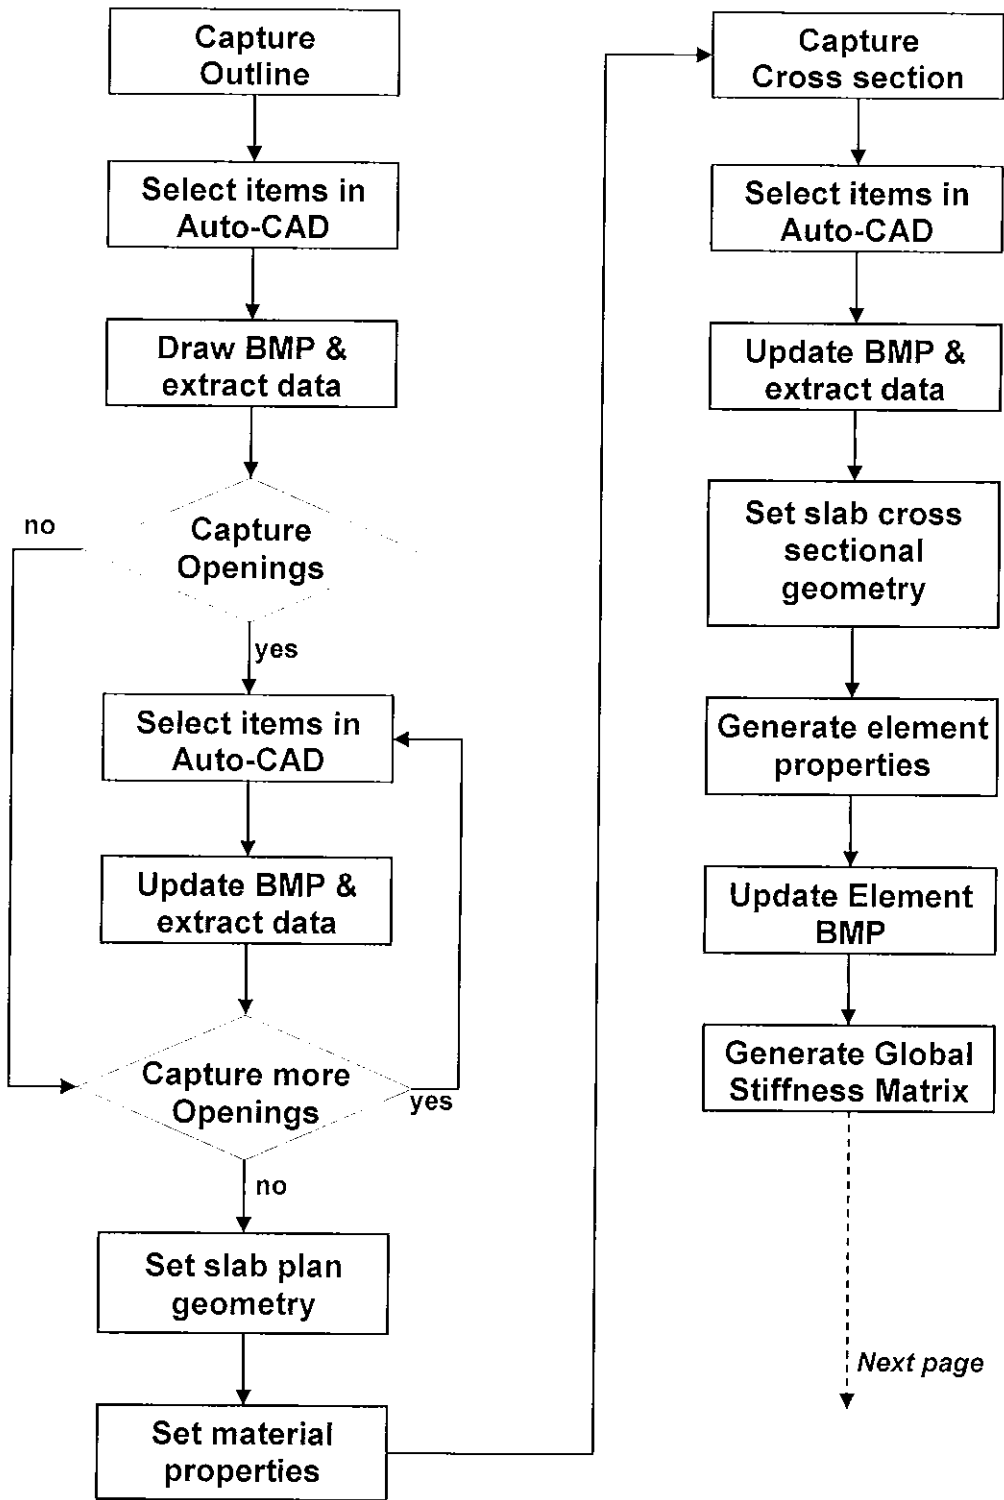 Capture
Outline
Select items in
Auto-CAD
Draw BMP &
extract data
Capture
Openings
no
yes
Select items in
Auto-CAD
Update BMP &
extract data
Capture more
Openings
yes
no
Set slab plan
geometry
Set material
properties
Capture
Cross section
Select items in
Auto-CAD
Update BMP &
extract data
Set slab cross
sectional
geometry
Generate element
properties
Update Element
BMP
Generate Global
Stiffness Matrix
Next page